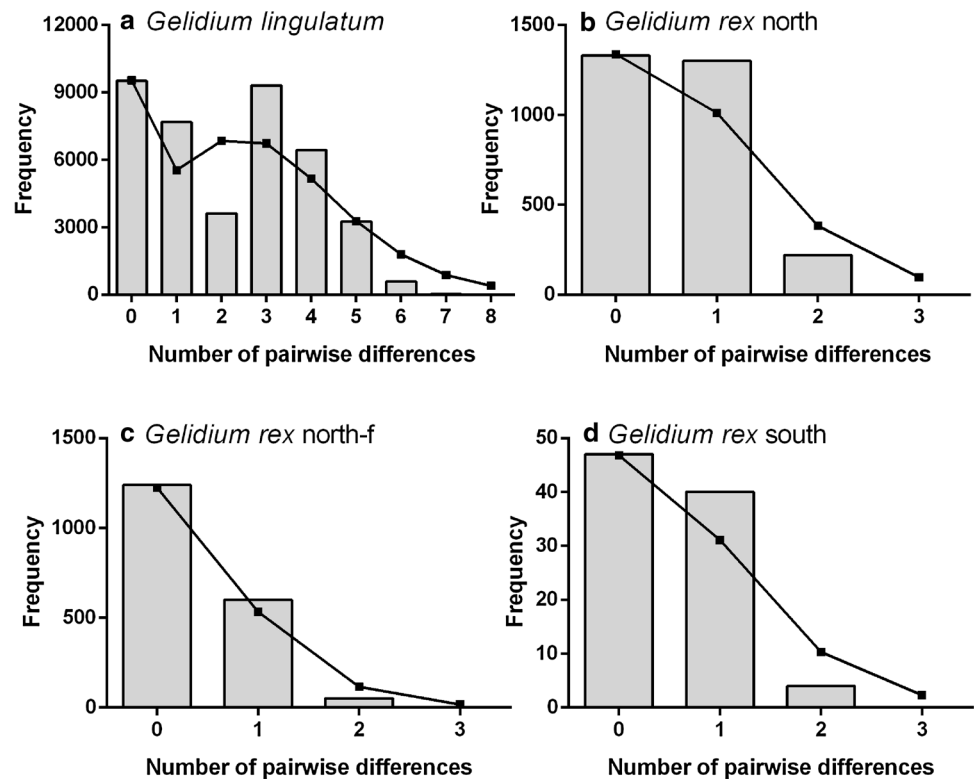 a Gelidium lingulatum
12000
9000
6000
3000
0
Frequency
0 1 2 3 4 5 6 7 8
Number of pairwise differences
b Gelidium rex north
1500
1000
500
0
Frequency
0 1 2 3
Number of pairwise differences
c Gelidium rex north-f
1500
1000
500
0
Frequency
0 1 2 3
Number of pairwise differences
d Gelidium rex south
50
40
30
20
10
0
Frequency
0 1 2 3
Number of pairwise differences